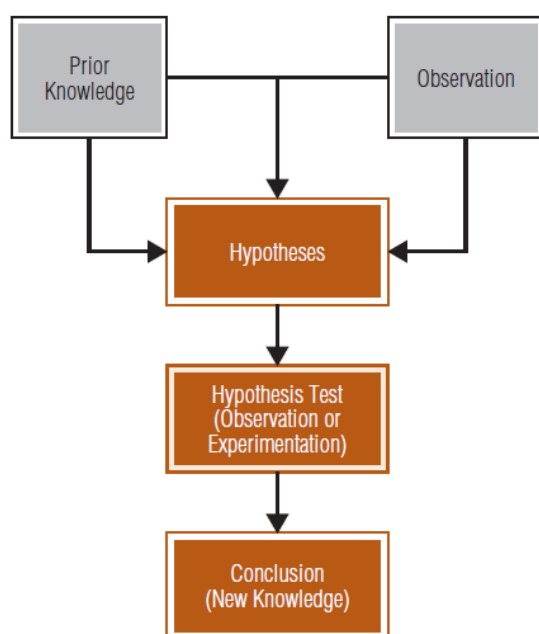 Prior
Knowledge
Observation
Hypotheses
Hypothesis Test
(Observation or
Experimentation)
Conclusion
(New Knowledge)